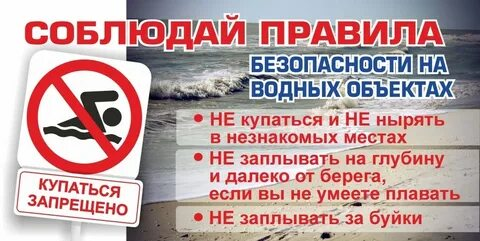 СОБЛЮДАЙ ПРАВИЛА
БЕЗОПАСНОСТИ НА
ВОДНЫХ ОБЪЕКТАХ
• НЕ купаться и НЕ нырять
в незнакомых местах
• НЕ заплывать на глубину
и далеко от берега,
если вы не умеете плавать
• НЕ заплывать за буйки
КУПАТЬСЯ
ЗАПРЕЩЕНО